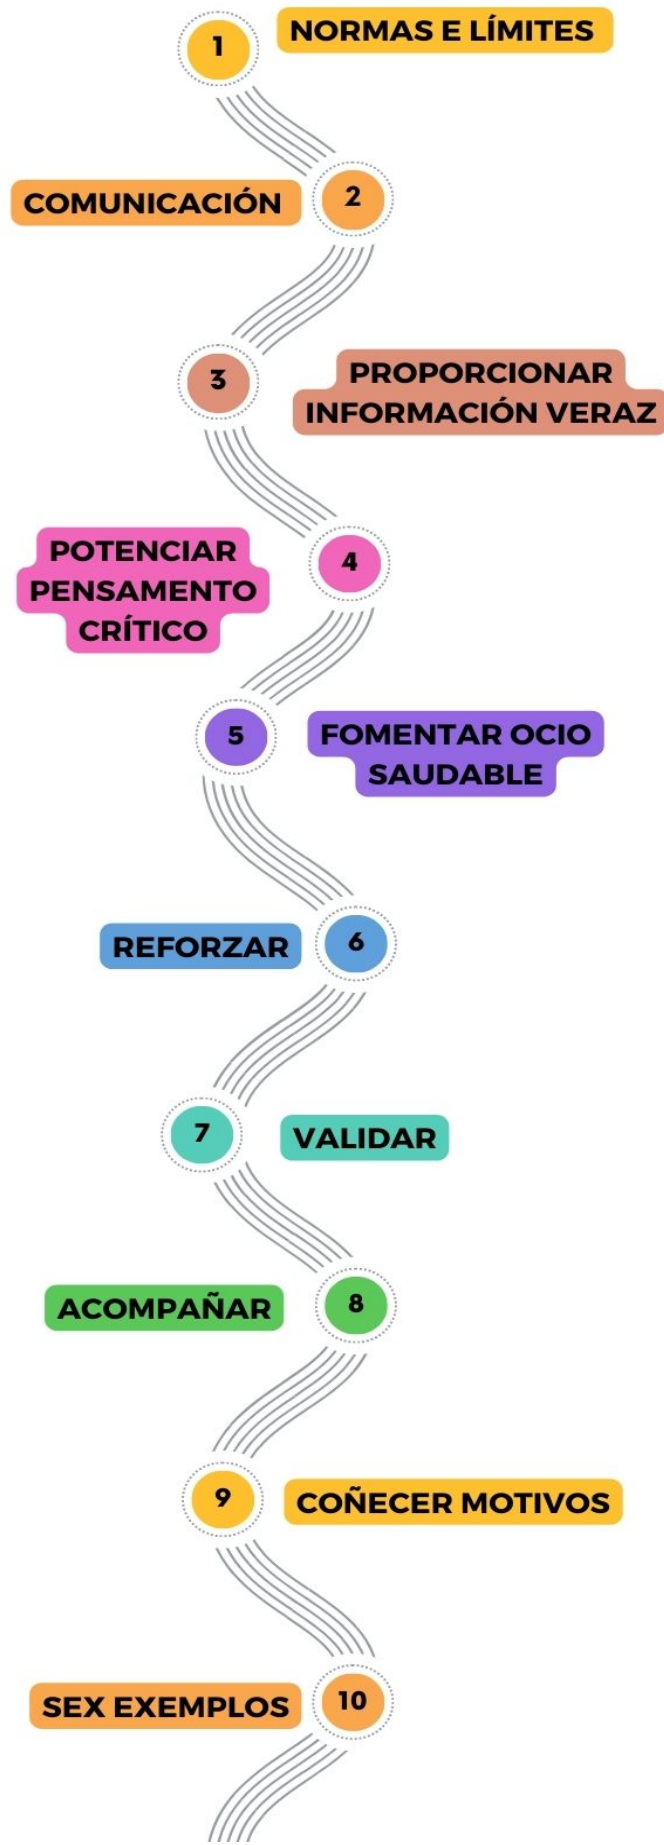 1
NORMAS E LÍMITES
COMUNICACIÓN
2
3
PROPORCIONAR
INFORMACIÓN VERAZ
POTENCIAR
PENSAMENTO
CRÍTICO
4
5
FOMENTAR OCIO
SAUDABLE
REFORZAR
6
7
VALIDAR
ACOMPAÑAR
8
9
COÑECER MOTIVOS
SEX EXEMPLOS
10